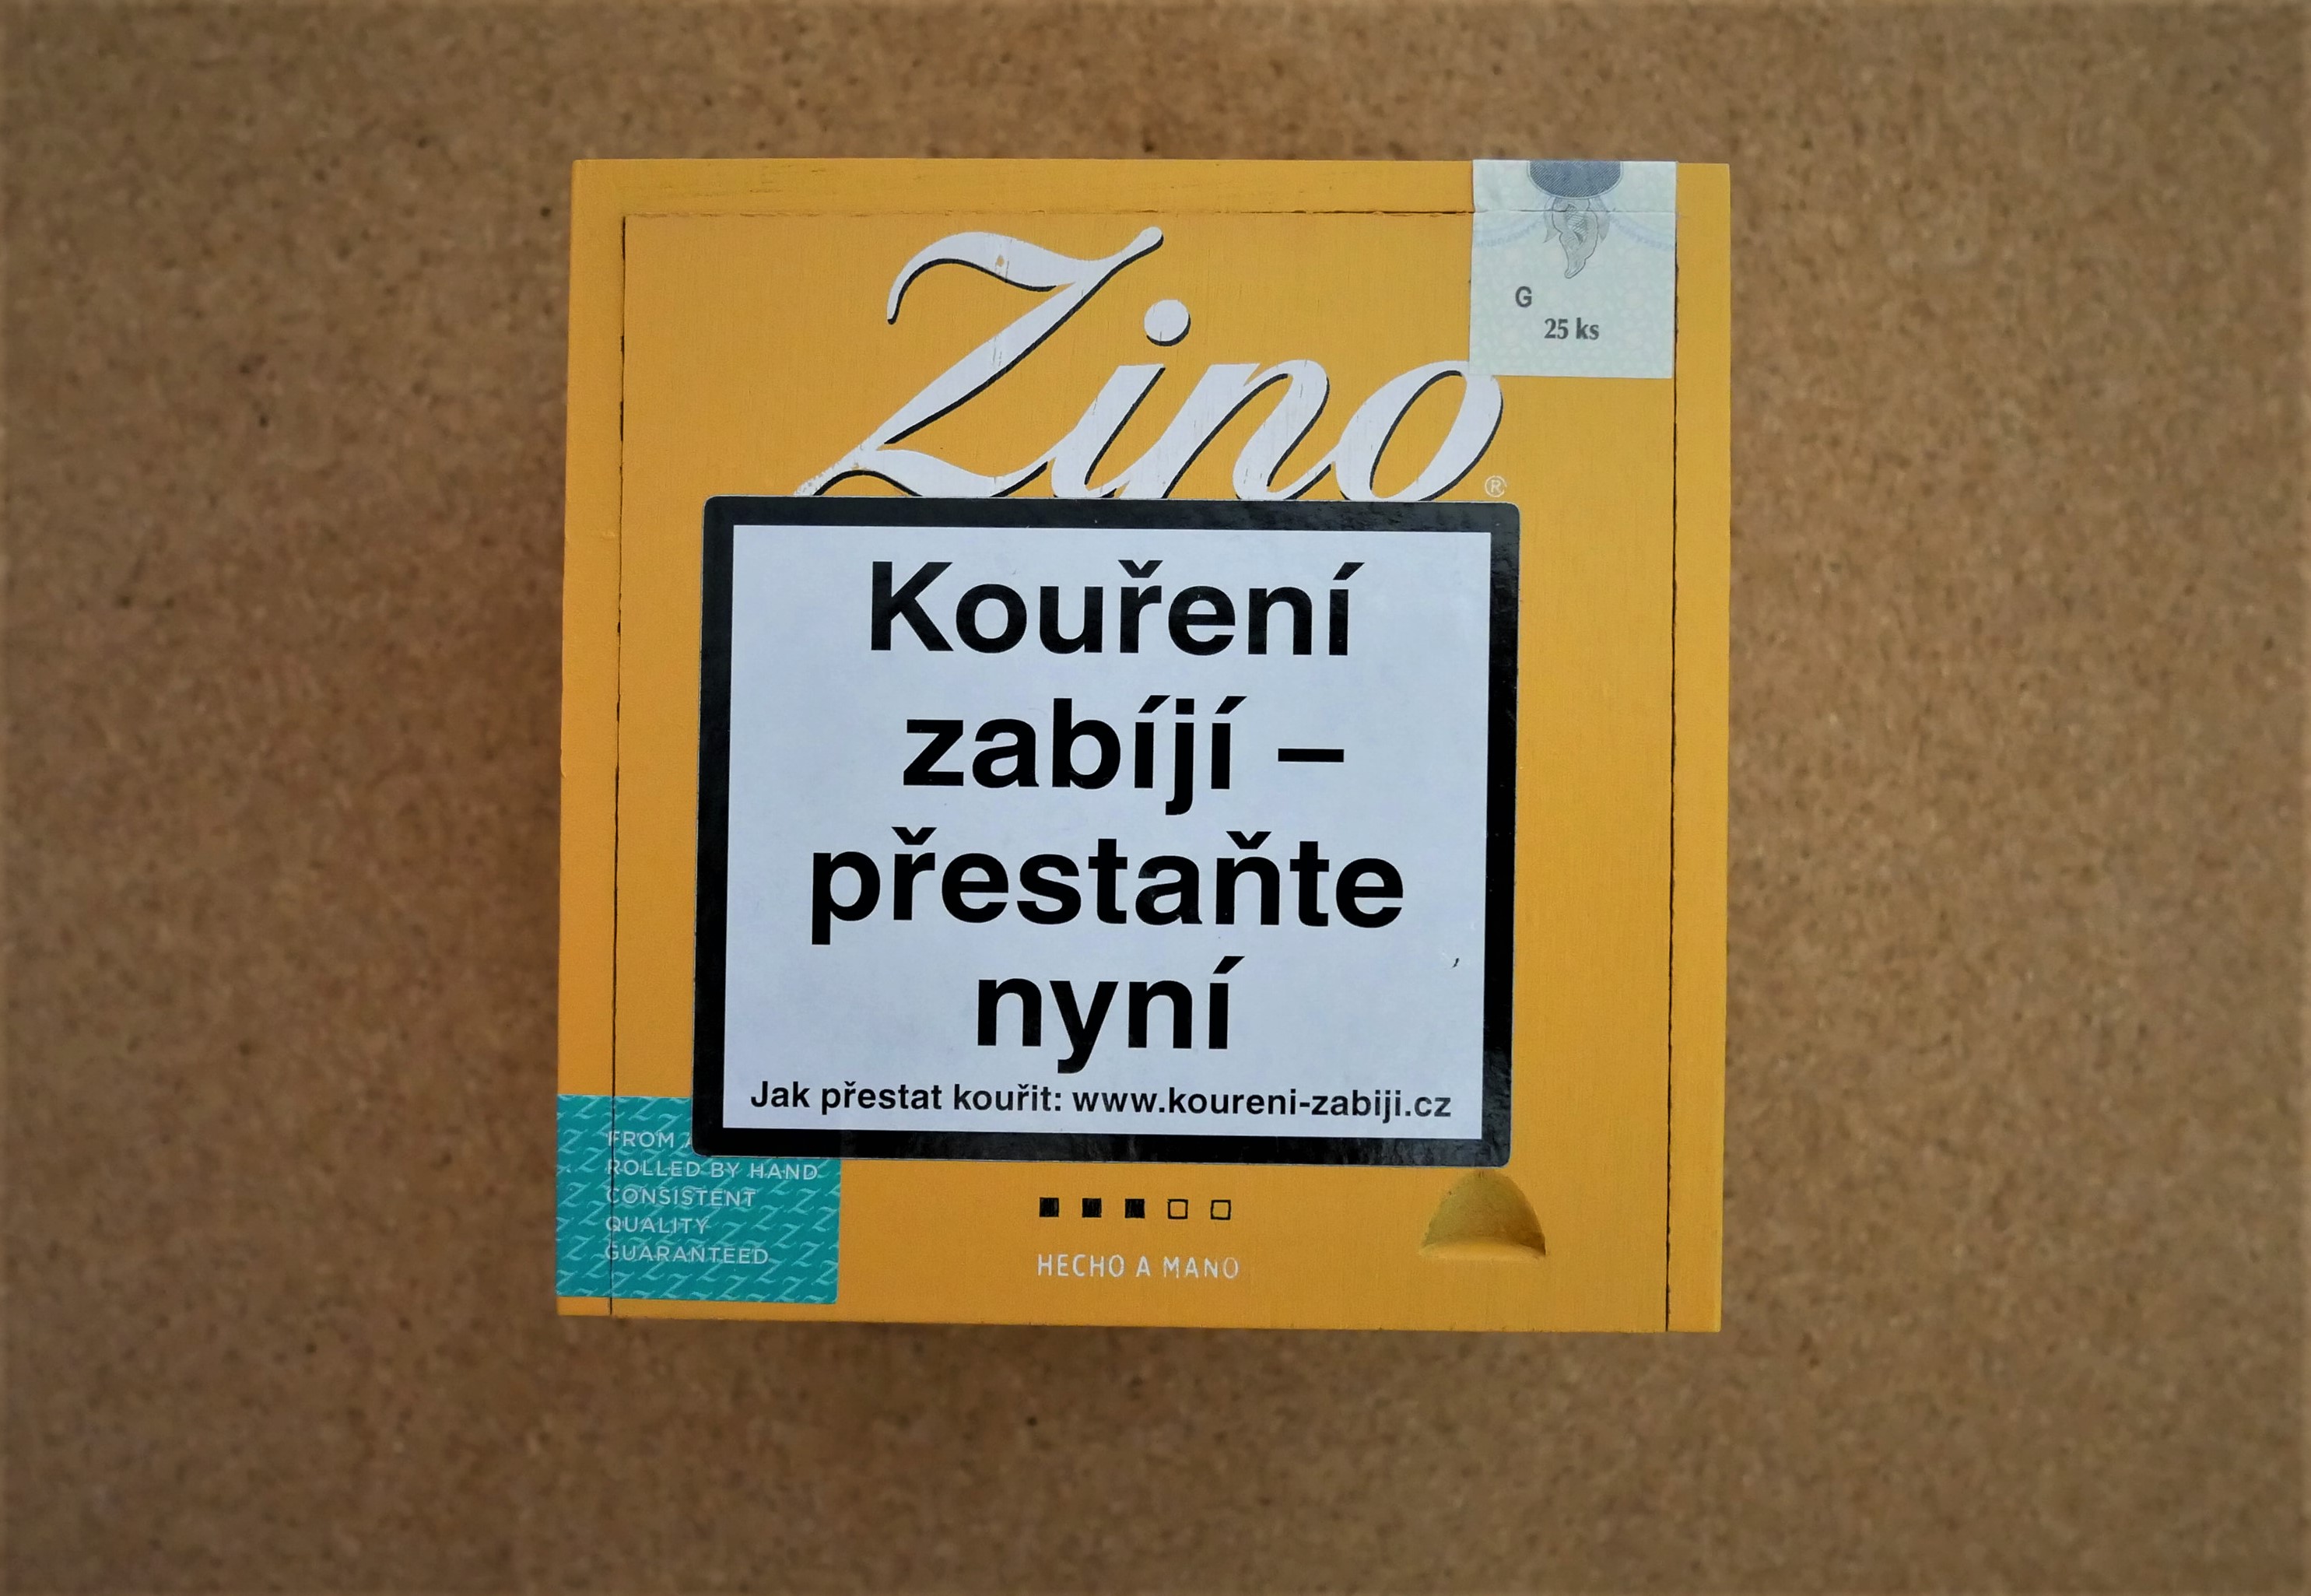 Zino
®
G
25 ks
Kouření
zabíjí –
přestaňte
nyní
Jak přestat kouřit: www.koureni-zabiji.cz
FROM
ROLLED BY HAND
CONSISTENT
QUALITY
GUARANTEED
HECHO A MANO